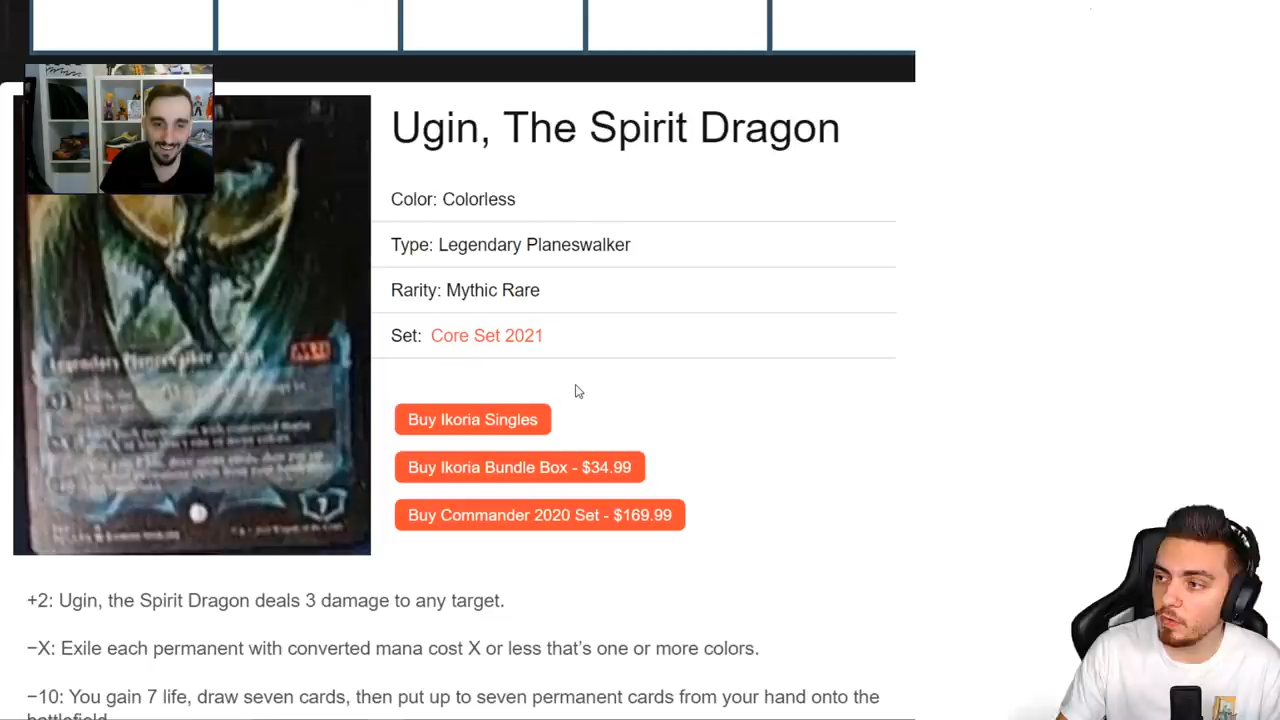 Ugin, The Spirit Dragon
Color: Colorless
Type: Legendary Planeswalker
Rarity: Mythic Rare
Set: Core Set 2021
Legendary Planeswalker
Buy Ikoria Singles
Buy Ikoria Bundle Box - $34.99
Buy Commander 2020 Set - $169.99
+2: Ugin, the Spirit Dragon deals 3 damage to any target.
−X: Exile each permanent with converted mana cost X or less that’s one or more colors.
−10: You gain 7 life, draw seven cards, then put up to seven permanent cards from your hand onto the
battlefield.